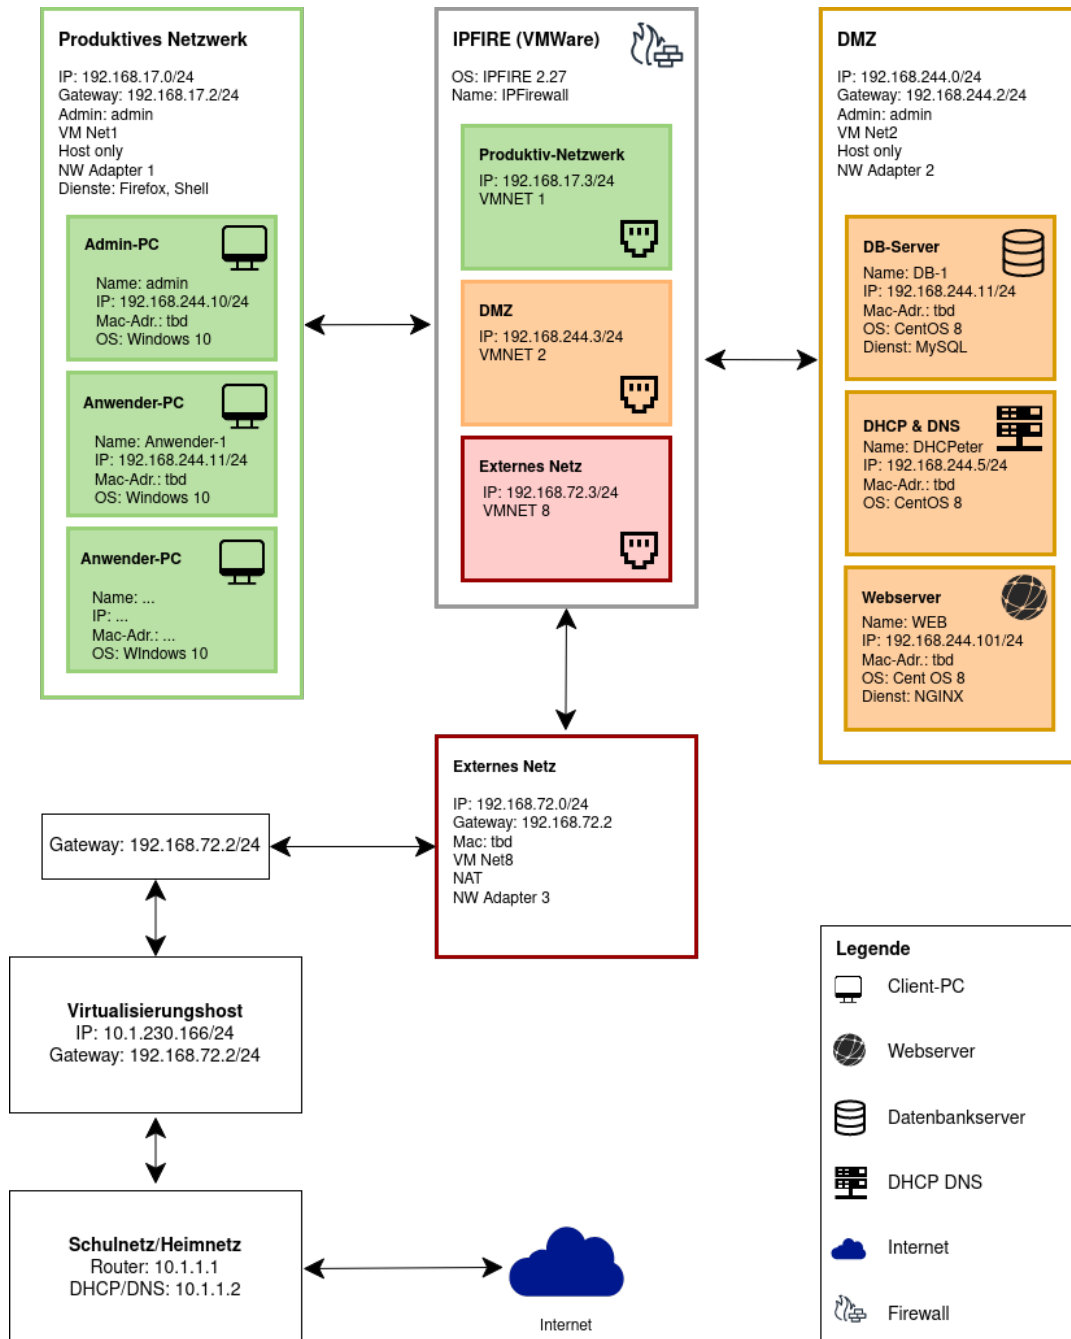 Produktives Netzwerk
IP: 192.168.17.0/24
Gateway: 192.168.17.2/24
Admin: admin
VM Net1
Host only
NW Adapter 1
Dienste: Firefox, Shell
Admin-PC
Name: admin
IP: 192.168.244.10/24
Mac-Adr.: tbd
OS: Windows 10
Anwender-PC
Name: Anwender-1
IP: 192.168.244.11/24
Mac-Adr.: tbd
OS: Windows 10
Anwender-PC
Name: ...
IP: ...
Mac-Adr.: ...
OS: WIndows 10
IPFIRE (VMWare)
OS: IPFIRE 2.27
Name: IPFirewall
Produktiv-Netzwerk
IP: 192.168.17.3/24
VMNET 1
DMZ
IP: 192.168.244.3/24
VMNET 2
Externes Netz
IP: 192.168.72.3/24
VMNET 8
DMZ
IP: 192.168.244.0/24
Gateway: 192.168.244.2/24
Admin: admin
VM Net2
Host only
NW Adapter 2
DB-Server
Name: DB-1
IP: 192.168.244.11/24
Mac-Adr.: tbd
OS: CentOS 8
Dienst: MySQL
DHCP & DNS
Name: DHCPeter
IP: 192.168.244.5/24
Mac-Adr.: tbd
OS: CentOS 8
Webserver
Name: WEB
IP: 192.168.244.101/24
Mac-Adr.: tbd
OS: Cent OS 8
Dienst: NGINX
Externes Netz
IP: 192.168.72.0/24
Gateway: 192.168.72.2
Mac: tbd
VM Net8
NAT
NW Adapter 3
Gateway: 192.168.72.2/24
Virtualisierungshost
IP: 10.1.230.166/24
Gateway: 192.168.72.2/24
Schulnetz/Heimnetz
Router: 10.1.1.1
DHCP/DNS: 10.1.1.2
Internet
Legende
Client-PC
Webserver
Datenbankserver
DHCP DNS
Internet
Firewall